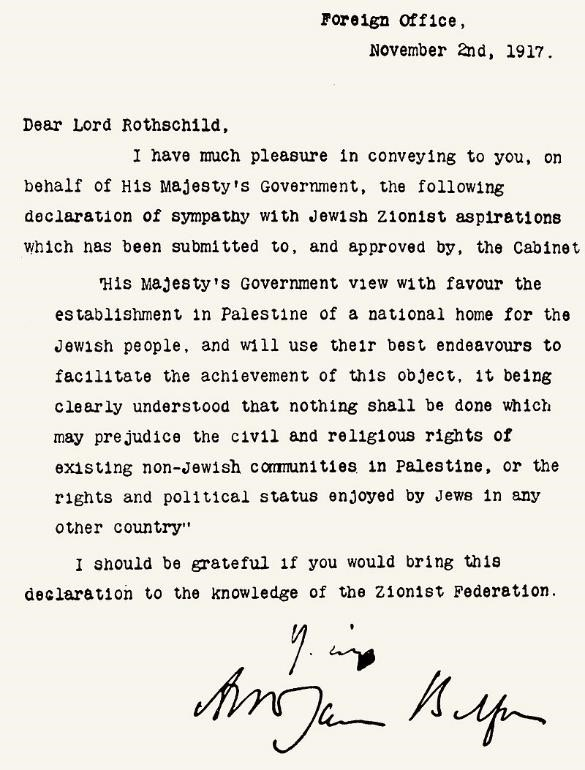 Foreign Office,
November 2nd, 1917.
Dear Lord Rothschild,
I have much pleasure in conveying to you, on
behalf of His Majesty's Government, the following
declaration of sympathy with Jewish Zionist aspirations
which has been submitted to, and approved by, the Cabinet
"His Majesty's Government view with favour the
establishment in Palestine of a national home for the
Jewish people, and will use their best endeavours to
facilitate the achievement of this object, it being
clearly understood that nothing shall be done which
may prejudice the civil and religious rights of
existing non-Jewish communities in Palestine, or the
rights and political status enjoyed by Jews in any
other country"
I should be grateful if you would bring this
declaration to the knowledge of the Zionist Federation.
Arthur James Balfour